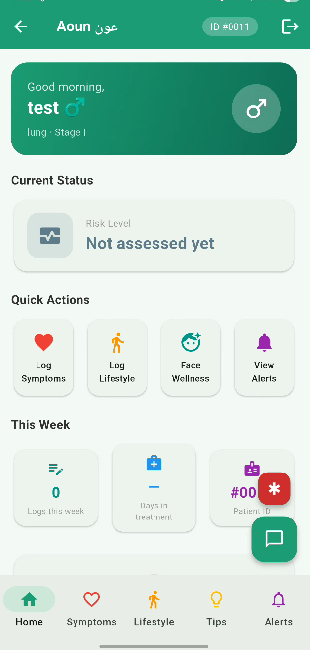 Aoun عون
ID #0011
Good morning,
test ♂
lung · Stage I
Current Status
Risk Level
Not assessed yet
Quick Actions
Log
Symptoms
Log
Lifestyle
Face
Wellness
View
Alerts
This Week
0
Logs this week
–
Days in
treatment
#00
Patient ID
Home
Symptoms
Lifestyle
Tips
Alerts